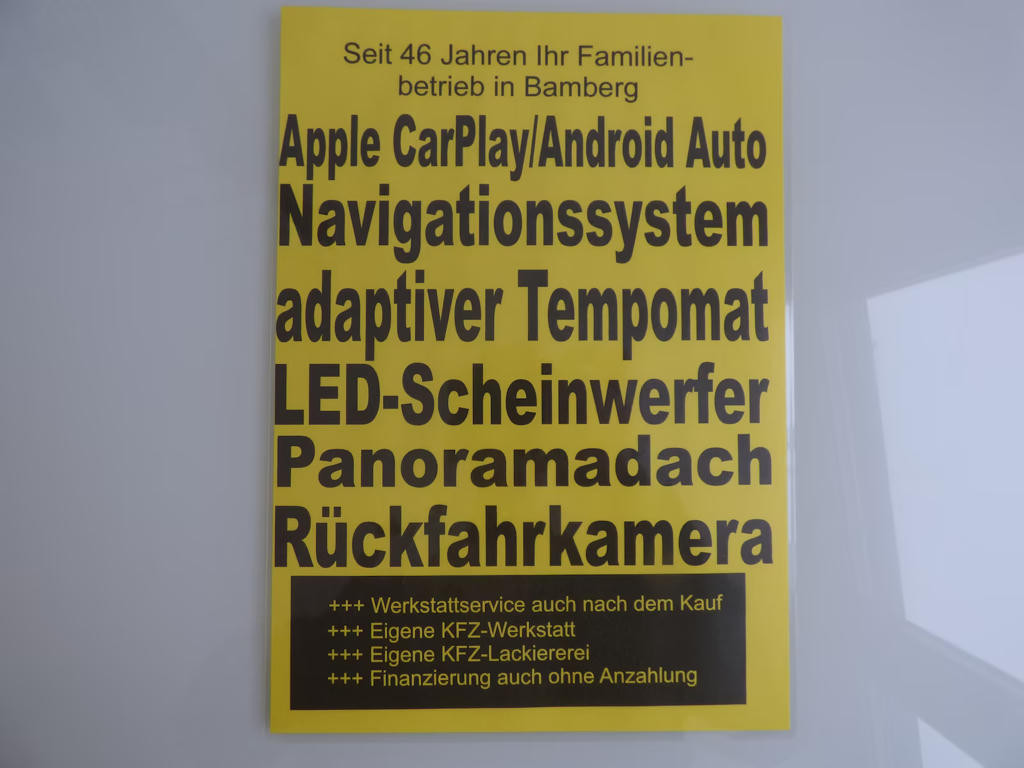 Seit 46 Jahren Ihr Familien-
betrieb in Bamberg
Apple CarPlay/Android Auto
Navigationssystem
adaptiver Tempomat
LED-Scheinwerfer
Panoramadach
Rückfahrkamera
+++ Werkstattservice auch nach dem Kauf
+++ Eigene KFZ-Werkstatt
+++ Eigene KFZ-Lackiererei
+++ Finanzierung auch ohne Anzahlung